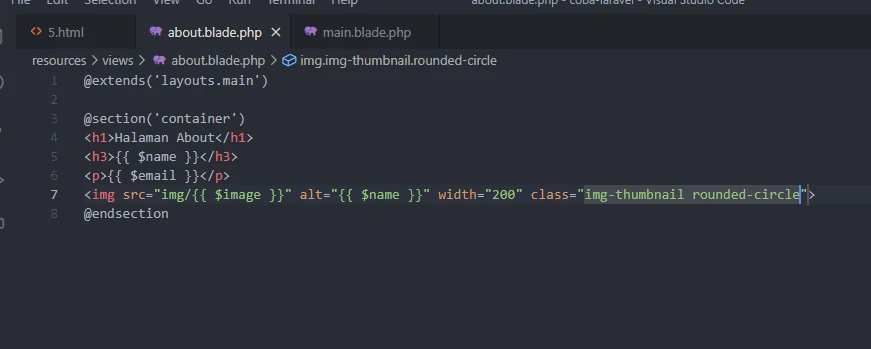 File Edit Selection View Go Run Terminal Help about.blade.php - coba-laravel - Visual Studio Code
5.html about.blade.php main.blade.php
resources > views > about.blade.php > img.img-thumbnail.rounded-circle
1 @extends('layouts.main')
2
3 @section('container')
4 <h1>Halaman About</h1>
5 <h3>{{ $name }}</h3>
6 <p>{{ $email }}</p>
7 <img src="img/{{ $image }}" alt="{{ $name }}" width="200" class="img-thumbnail rounded-circle">
8 @endsection